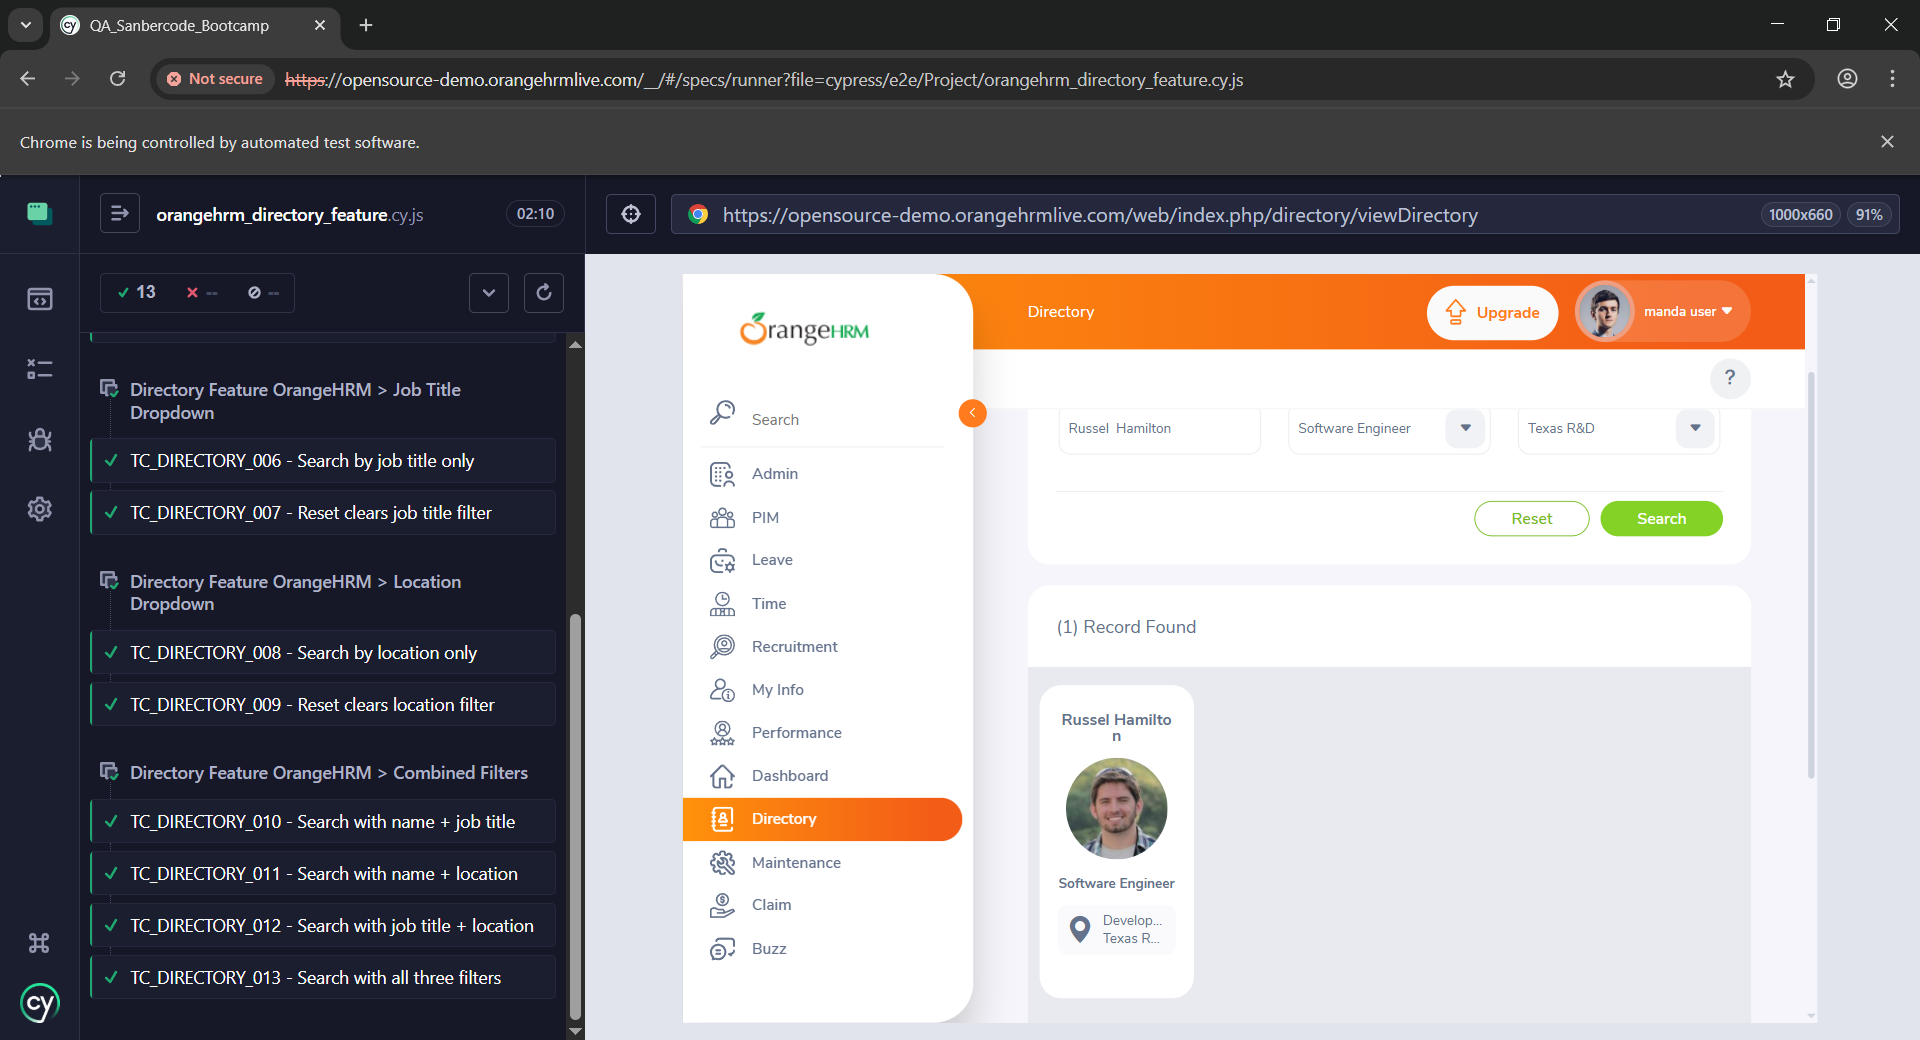 QA_Sanbercode_Bootcamp
Not secure
https://opensource-demo.orangehrmlive.com/__/#/specs/runner?file=cypress/e2e/Project/orangehrm_directory_feature.cy.js
Chrome is being controlled by automated test software.
orangehrm_directory_feature.cy.js
02:10
https://opensource-demo.orangehrmlive.com/web/index.php/directory/viewDirectory
1000x660
91%
13
--
--
Directory Feature OrangeHRM > Job Title
Dropdown
TC_DIRECTORY_006 - Search by job title only
TC_DIRECTORY_007 - Reset clears job title filter
Directory Feature OrangeHRM > Location
Dropdown
TC_DIRECTORY_008 - Search by location only
TC_DIRECTORY_009 - Reset clears location filter
Directory Feature OrangeHRM > Combined Filters
TC_DIRECTORY_010 - Search with name + job title
TC_DIRECTORY_011 - Search with name + location
TC_DIRECTORY_012 - Search with job title + location
TC_DIRECTORY_013 - Search with all three filters
cy
OrangeHRM
Search
Admin
PIM
Leave
Time
Recruitment
My Info
Performance
Dashboard
Directory
Maintenance
Claim
Buzz
Directory
Upgrade
manda user
?
Russel  Hamilton
Software Engineer
Texas R&D
Reset
Search
(1) Record Found
Russel Hamilto
n
Software Engineer
Develop...
Texas R...